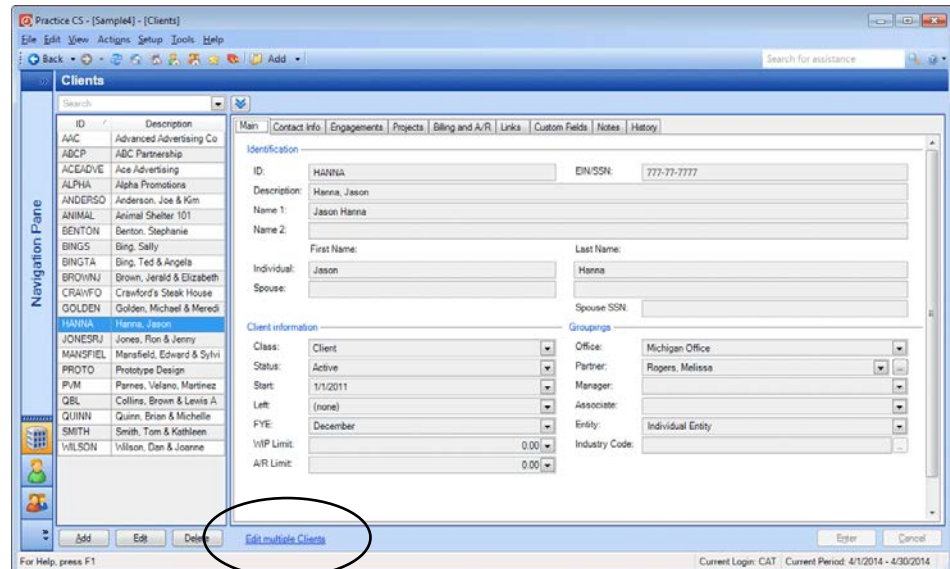 Practice CS - [Sample4] - [Clients]
File Edit View Actions Setup Tools Help
Back Add Search for assistance
Clients
Search
Navigation Pane
ID Description
AAC Advanced Advertising Co
ABCP ABC Partnership
ACEADVE Ace Advertising
ALPHA Alpha Promotions
ANDERSO Anderson, Joe & Kim
ANIMAL Animal Shelter 101
BENTON Benton, Stephanie
BINGS Bing, Sally
BINGTA Bing, Ted & Angela
BROWNJ Brown, Jerald & Elizabeth
CRAWFO Crawford's Steak House
GOLDEN Golden, Michael & Meredi
HANNA Hanna, Jason
JONESRJ Jones, Ron & Jenny
MANSFIEL Mansfield, Edward & Sylvi
PROTO Prototype Design
PVM Parnes, Velano, Martinez
QBL Collins, Brown & Lewis A
QUINN Quinn, Brian & Michelle
SMITH Smith, Tom & Kathleen
WILSON Wilson, Dan & Joanne
Main Contact Info Engagements Projects Billing and A/R Links Custom Fields Notes History
Identification
ID: HANNA EIN/SSN: 777-77-7777
Description: Hanna, Jason
Name 1: Jason Hanna
Name 2:
First Name: Last Name:
Individual: Jason Hanna
Spouse:
Spouse SSN:
Client information Groupings
Class: Client Office: Michigan Office
Status: Active Partner: Rogers, Melissa
Start: 1/1/2011 Manager:
Left: (none) Associate:
FYE: December Entity: Individual Entity
WIP Limit: 0.00 Industry Code:
A/R Limit: 0.00
Add Edit Delete Edit multiple Clients Enter Cancel
For Help, press F1 Current Login: CAT Current Period: 4/1/2014 - 4/30/2014